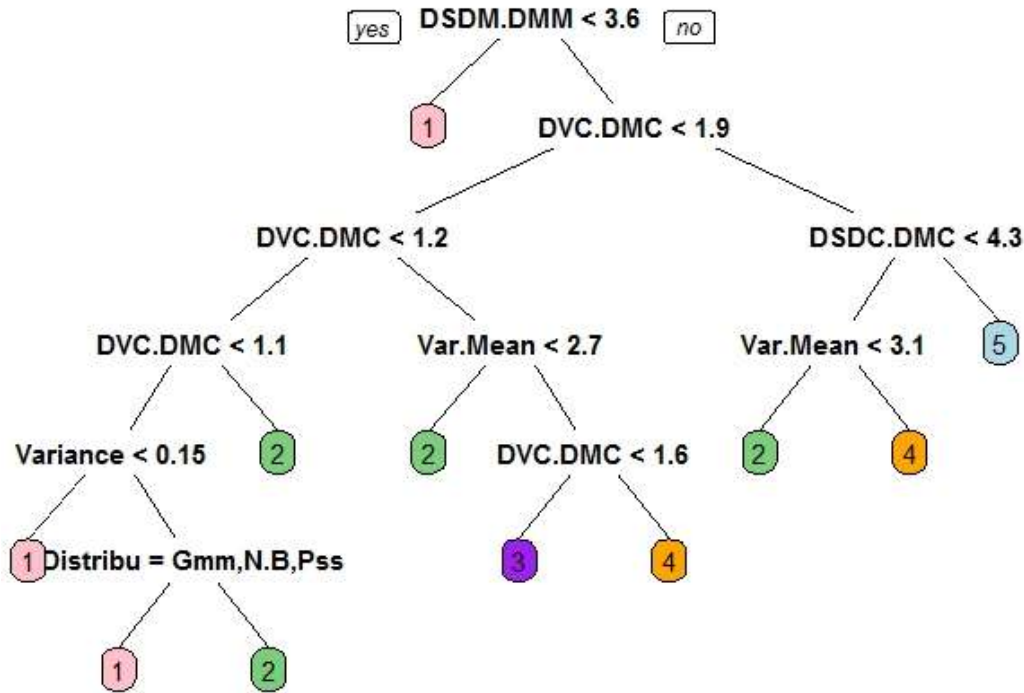 yes DSDM.DMM < 3.6 no
1 DVC.DMC < 1.9
DVC.DMC < 1.2 DSDC.DMC < 4.3
DVC.DMC < 1.1 Var.Mean < 2.7 Var.Mean < 3.1 5
Variance < 0.15 2 2 DVC.DMC < 1.6 2 4
1 Distribu = Gmm,N.B,Pss 3 4
1 2